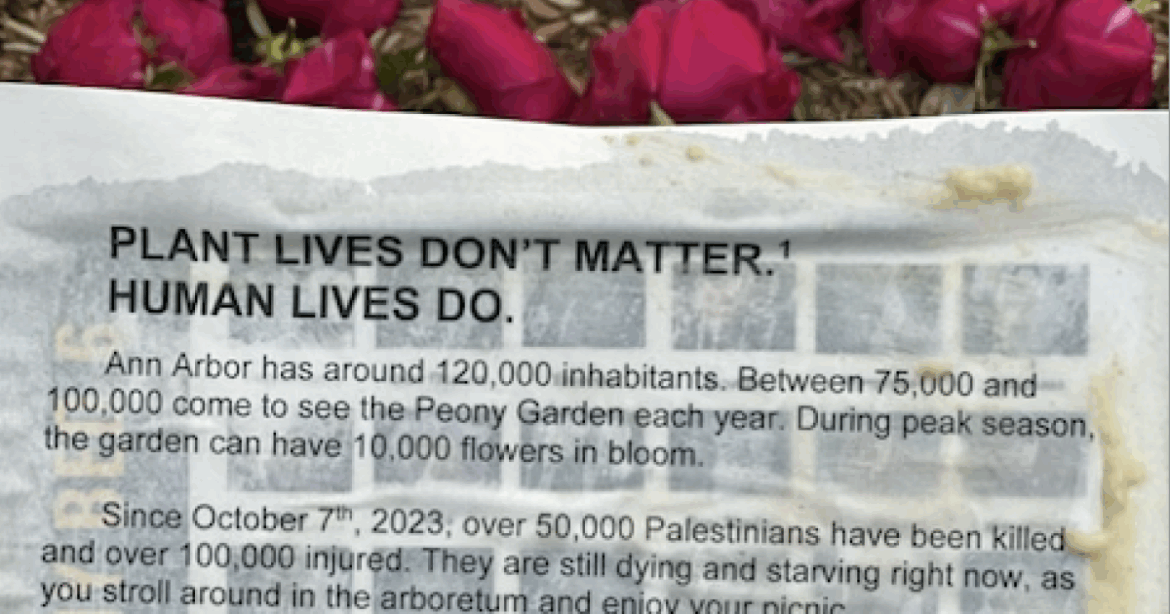 PLANT LIVES DON'T MATTER.¹
HUMAN LIVES DO.
Ann Arbor has around 120,000 inhabitants. Between 75,000 and
100,000 come to see the Peony Garden each year. During peak season,
the garden can have 10,000 flowers in bloom.
Since October 7th, 2023, over 50,000 Palestinians have been killed
and over 100,000 injured. They are still dying and starving right now, as
you stroll around in the arboretum and enjoy your picnic.